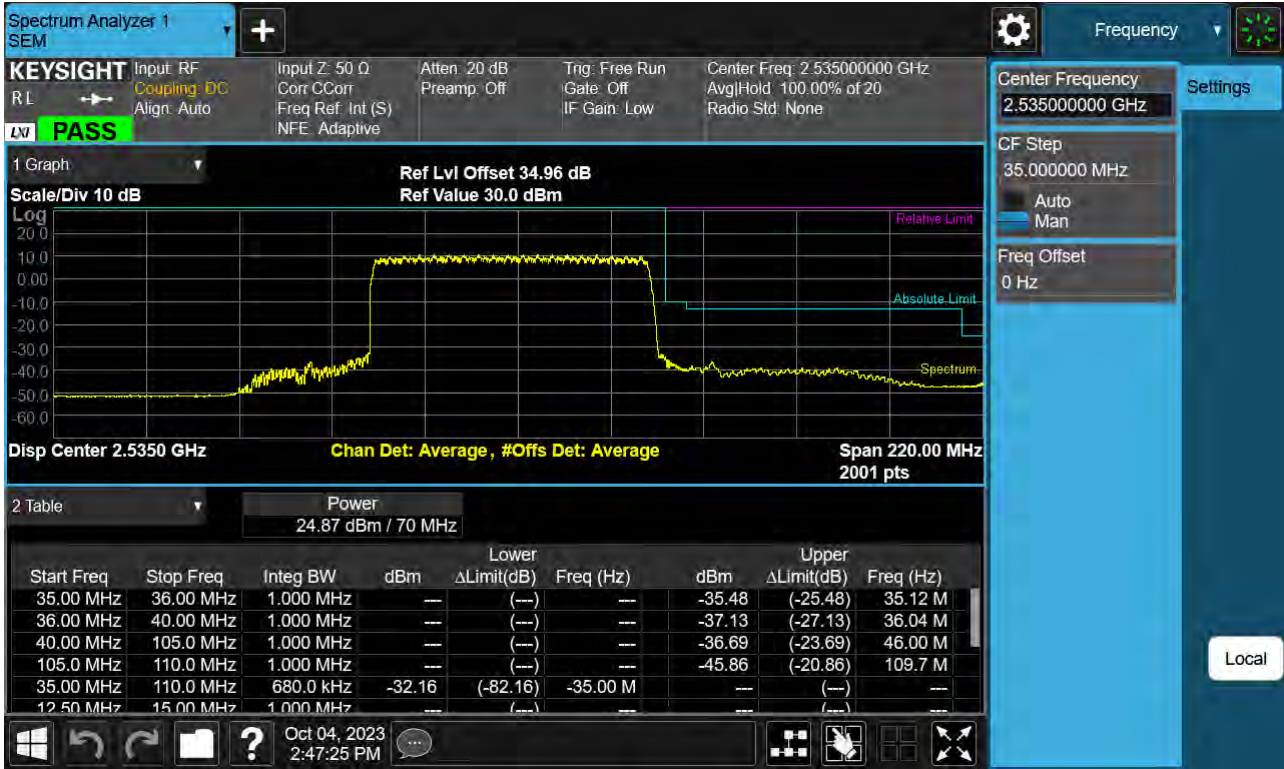 Spectrum Analyzer 1
SEM
+
Frequency
KEYSIGHT
RL
LXI PASS
Input: RF
Coupling: DC
Align: Auto
Input Z: 50 Ω
Corr CCorr
Freq Ref: Int (S)
NFE: Adaptive
Atten: 20 dB
Preamp: Off
Trig: Free Run
Gate: Off
IF Gain: Low
Center Freq: 2.535000000 GHz
Avg|Hold: 100.00% of 20
Radio Std: None
Center Frequency
2.535000000 GHz
Settings
CF Step
35.000000 MHz
Auto
Man
Freq Offset
0 Hz
Local
1 Graph
Scale/Div 10 dB
Ref Lvl Offset 34.96 dB
Ref Value 30.0 dBm
Log
20.0
10.0
0.00
-10.0
-20.0
-30.0
-40.0
-50.0
-60.0
Relative Limit
Absolute Limit
Spectrum
Disp Center 2.5350 GHz
Chan Det: Average, #Offs Det: Average
Span 220.00 MHz
2001 pts
2 Table
Power
24.87 dBm / 70 MHz
Lower Upper
Start Freq Stop Freq Integ BW dBm ΔLimit(dB) Freq (Hz) dBm ΔLimit(dB) Freq (Hz)
35.00 MHz 36.00 MHz 1.000 MHz --- (---) --- -35.48 (-25.48) 35.12 M
36.00 MHz 40.00 MHz 1.000 MHz --- (---) --- -37.13 (-27.13) 36.04 M
40.00 MHz 105.0 MHz 1.000 MHz --- (---) --- -36.69 (-23.69) 46.00 M
105.0 MHz 110.0 MHz 1.000 MHz --- (---) --- -45.86 (-20.86) 109.7 M
35.00 MHz 110.0 MHz 680.0 kHz -32.16 (-82.16) -35.00 M --- (---) ---
12.50 MHz 15.00 MHz 1.000 MHz --- (---) --- --- (---) ---
?
Oct 04, 2023
2:47:25 PM